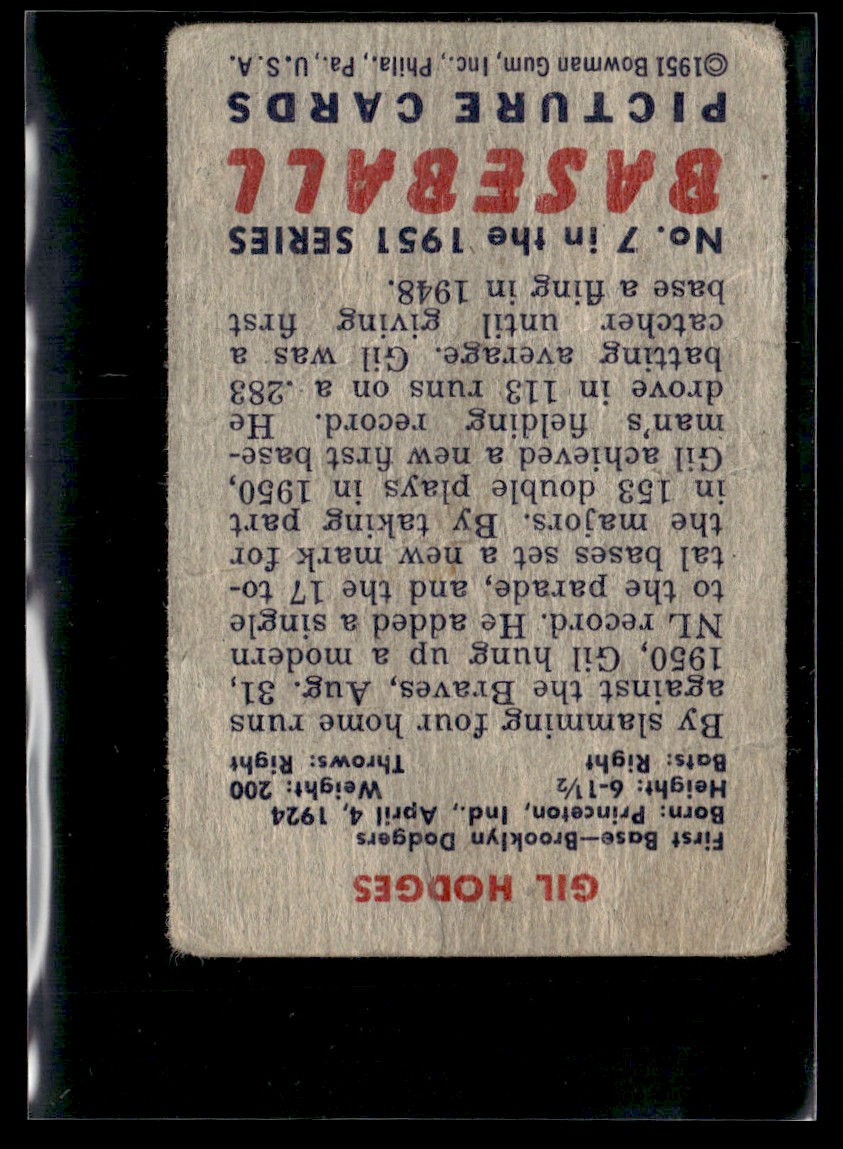 GIL HODGES
First Base—Brooklyn Dodgers
Born: Princeton, Ind., April 4, 1924
Height: 6-1½ Weight: 200
Bats: Right Throws: Right
By slamming four home runs
against the Braves, Aug. 31,
1950, Gil hung up a modern
NL record. He added a single
to the parade, and the 17 to-
tal bases set a new mark for
the majors. By taking part
in 153 double plays in 1950,
Gil achieved a new first base-
man's fielding record. He
drove in 113 runs on a .283
batting average. Gil was a
catcher until giving first
base a fling in 1948.
No. 7 in the 1951 SERIES
BASEBALL
PICTURE CARDS
©1951 Bowman Gum, Inc., Phila., Pa., U.S.A.